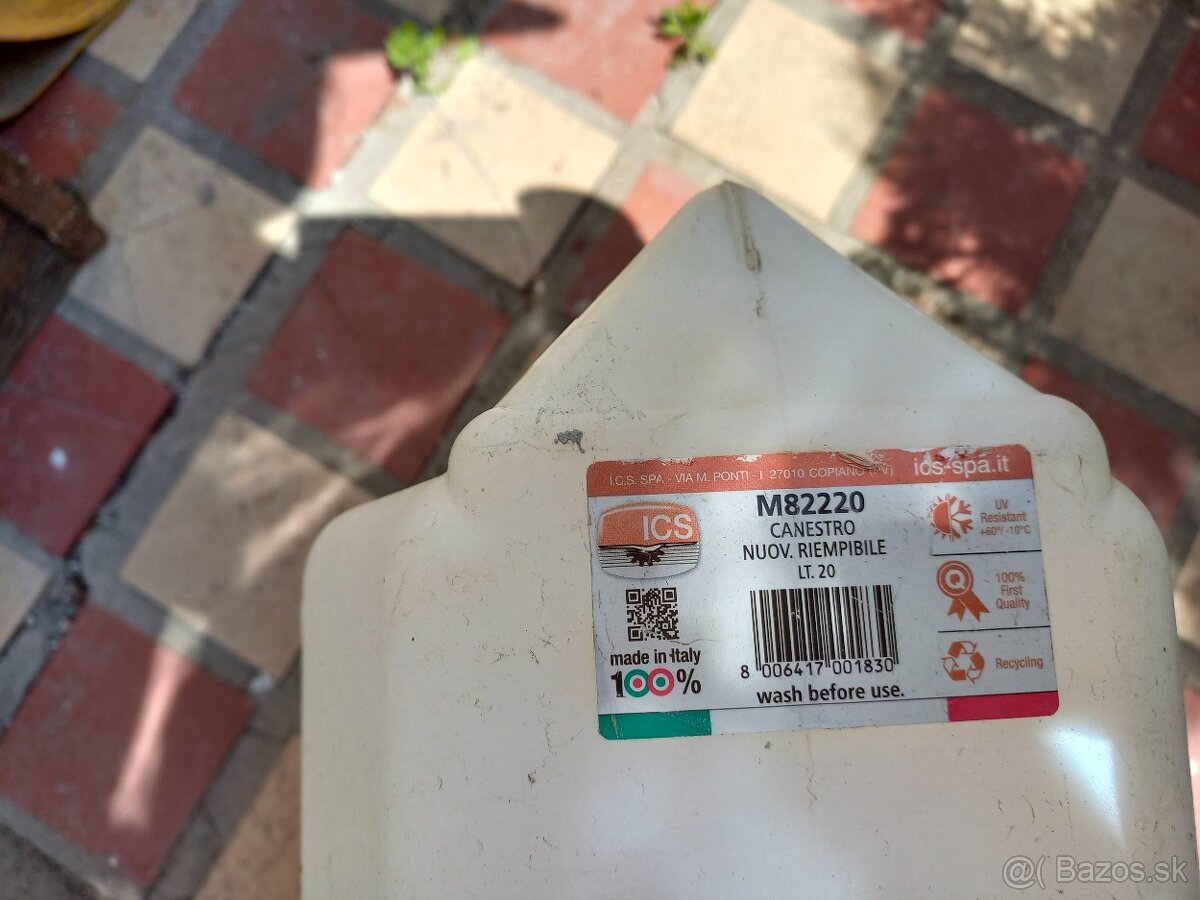 I.C.S. SPA - VIA M. PONTI - I 27010 COPIANO (PV) ics-spa.it
ICS
M82220
CANESTRO
NUOV. RIEMPIBILE
LT. 20
8 006417 001830
wash before use.
made in Italy
100%
UV
Resistant
+60°/ -10°C
100%
First
Quality
Recycling
@( Bazos.sk